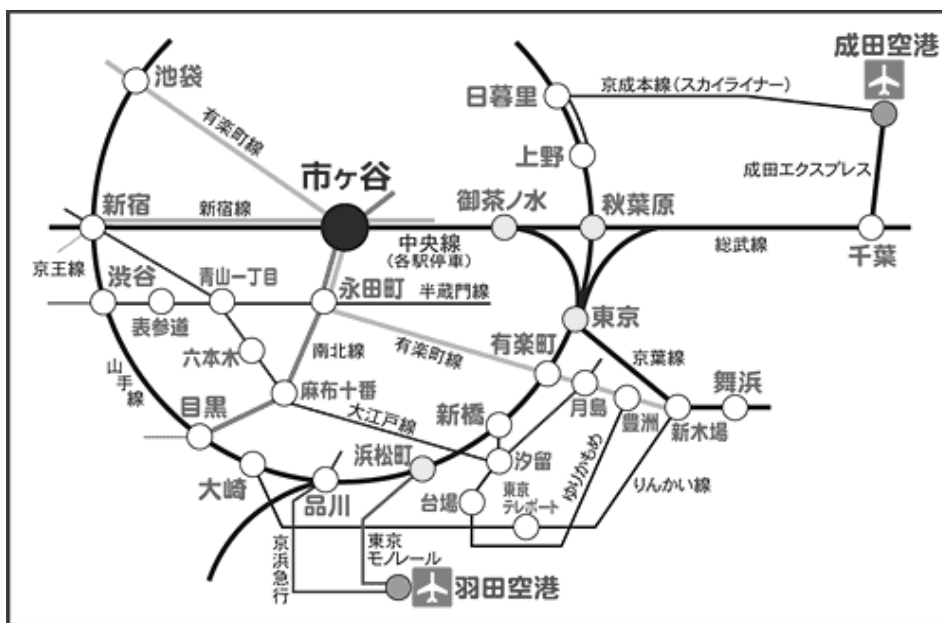 成田空港
池袋
日暮里
京成本線(スカイライナー)
有楽町線
上野
成田エクスプレス
市ヶ谷
新宿
新宿線
御茶ノ水
秋葉原
中央線
(各駅停車)
総武線
千葉
京王線
渋谷
青山一丁目
永田町
半蔵門線
表参道
東京
六本木
南北線
有楽町線
有楽町
京葉線
山手線
麻布十番
舞浜
目黒
大江戸線
新橋
月島
豊洲
新木場
浜松町
汐留
ゆりかもめ
大崎
品川
台場
東京
テレポート
りんかい線
京浜急行
東京
モノレール
羽田空港